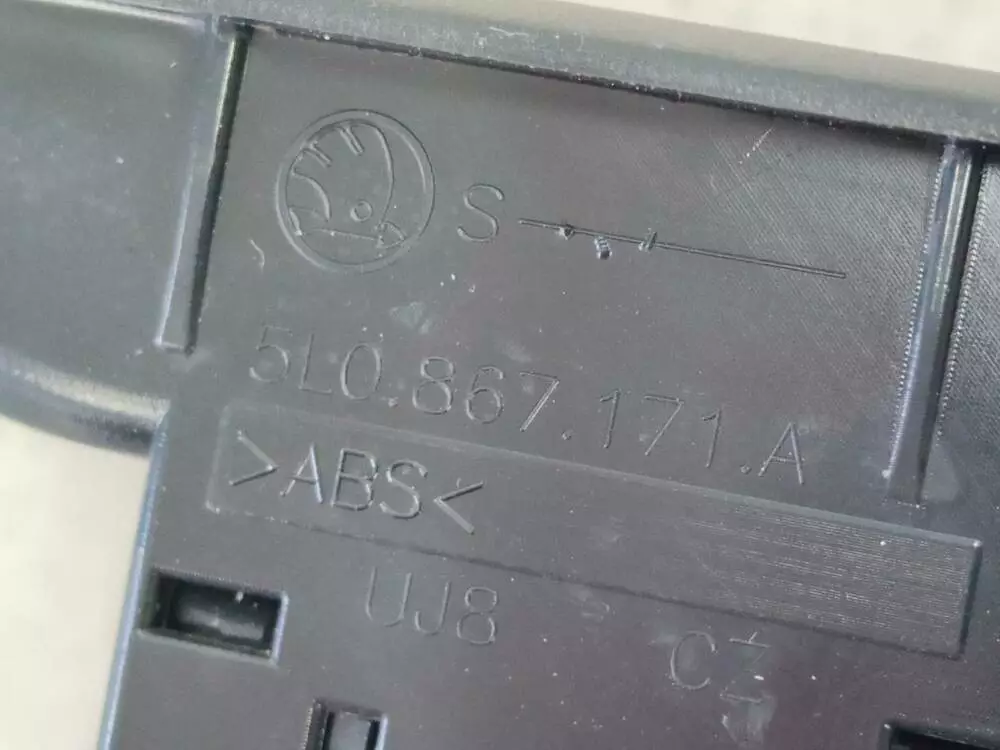 S
5L0.867.171.A
>ABS<
UJ8
CZ